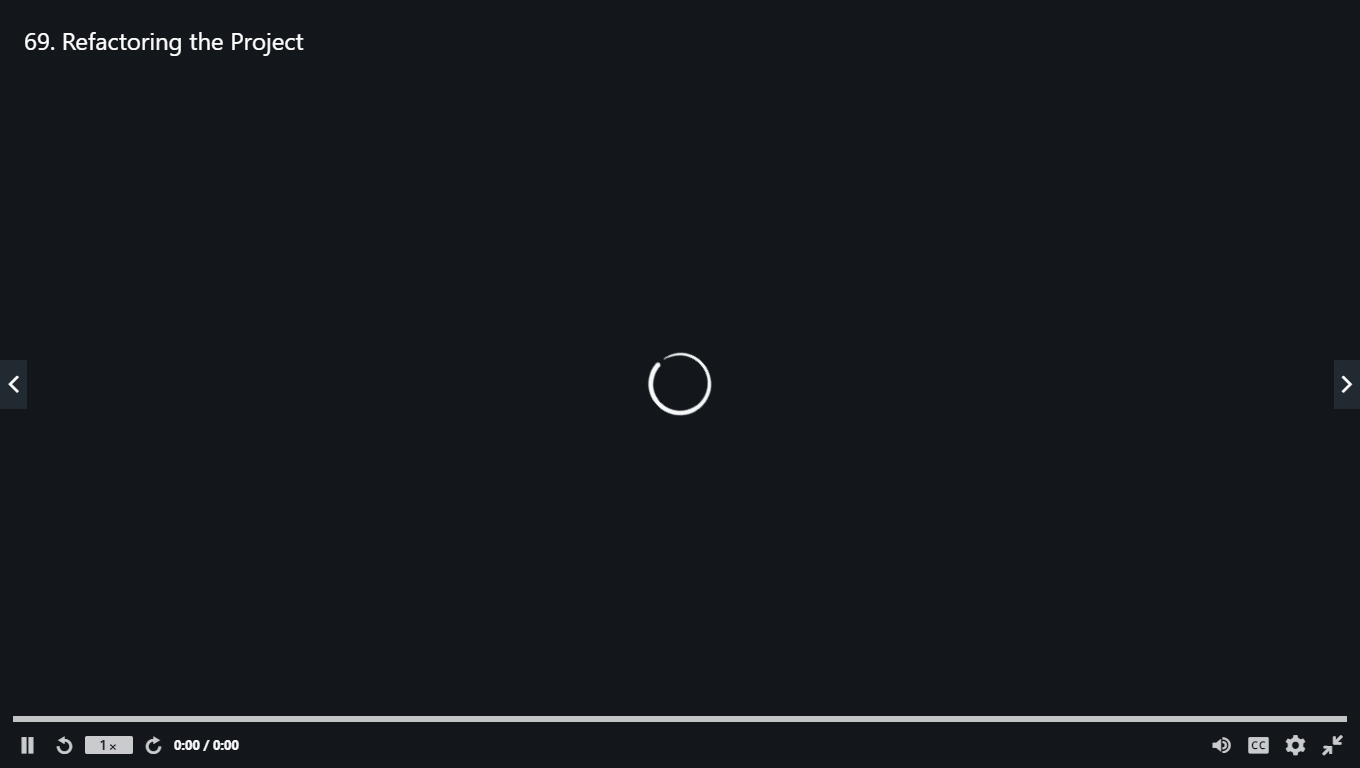 69. Refactoring the Project
1 x
0:00 / 0:00
CC